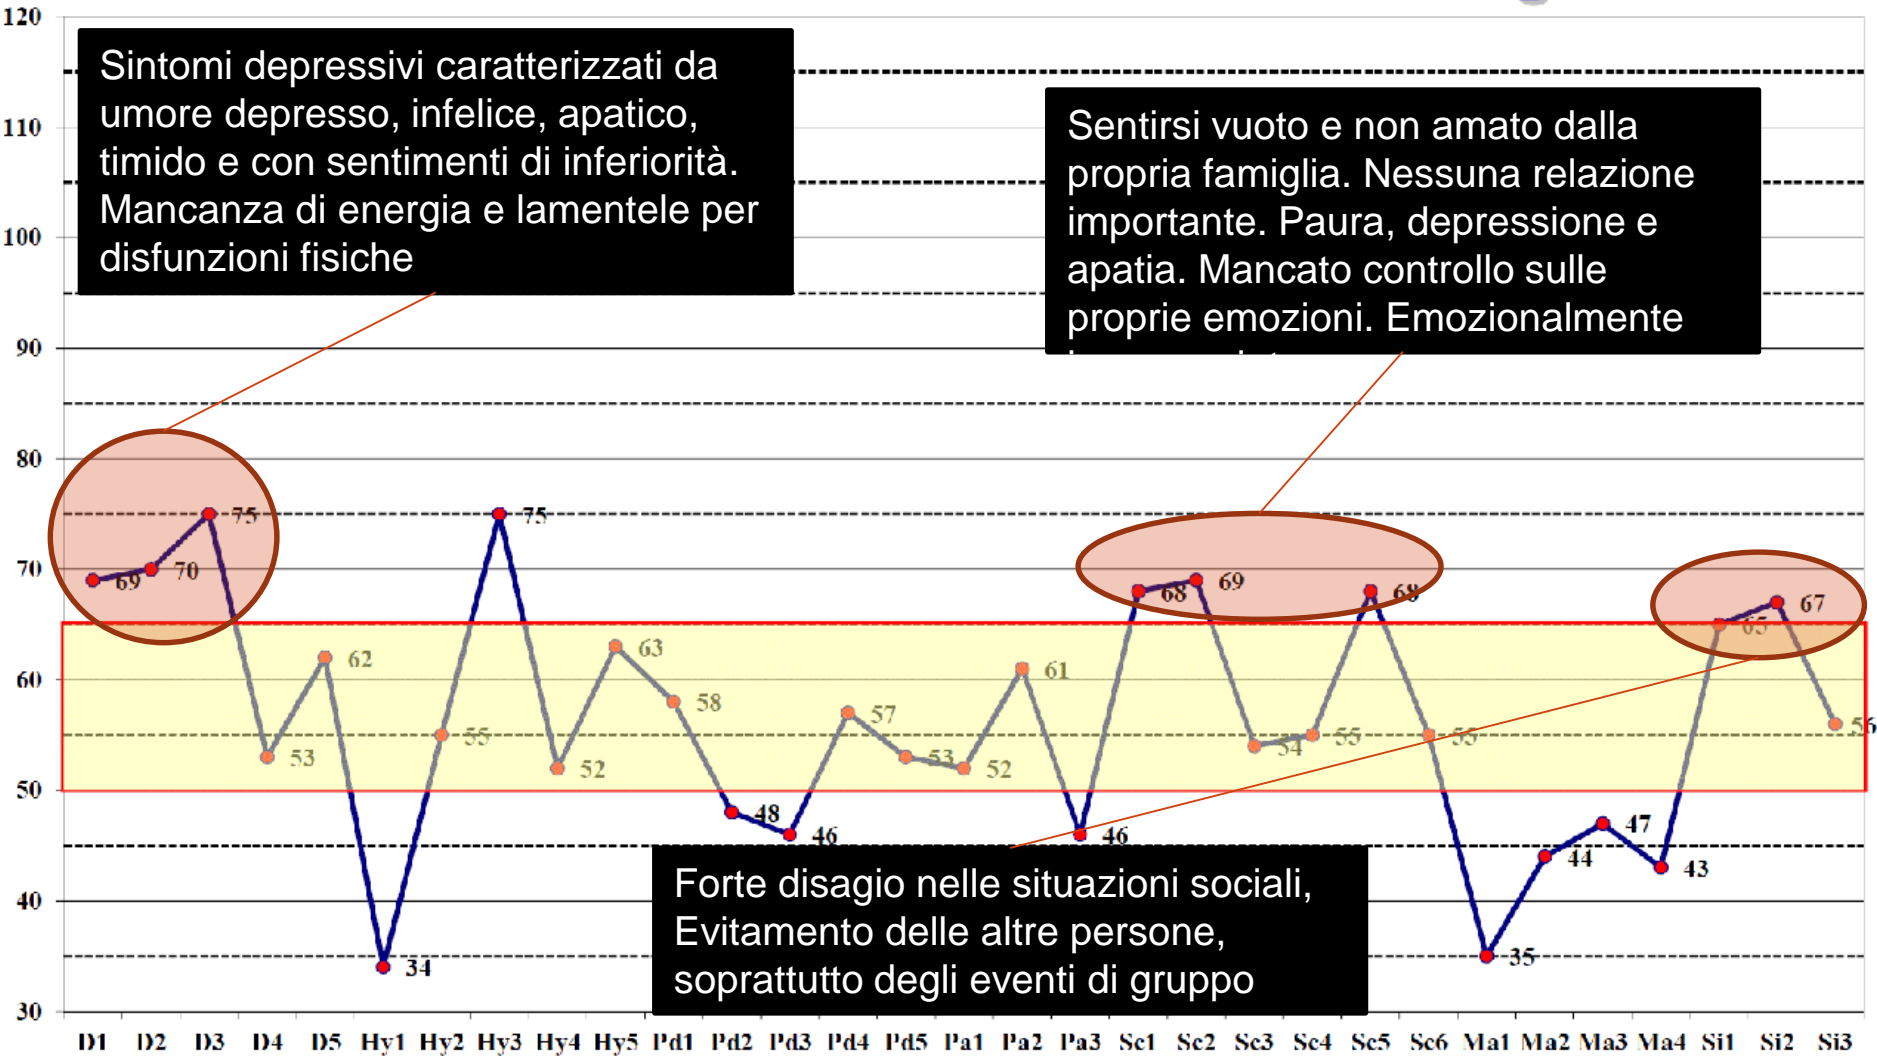 120
110
100
90
80
70
60
50
40
30
Sintomi depressivi caratterizzati da
umore depresso, infelice, apatico,
timido e con sentimenti di inferiorità.
Mancanza di energia e lamentele per
disfunzioni fisiche
Sentirsi vuoto e non amato dalla
propria famiglia. Nessuna relazione
importante. Paura, depressione e
apatia. Mancato controllo sulle
proprie emozioni. Emozionalmente
69 70 75 53 62 34 55 75 52 63 58 48 46 57 53 52 61 46 68 69 54 55 68 55 35 44 47 43 65 67 56
Forte disagio nelle situazioni sociali,
Evitamento delle altre persone,
soprattutto degli eventi di gruppo
D1 D2 D3 D4 D5 Hy1 Hy2 Hy3 Hy4 Hy5 Pd1 Pd2 Pd3 Pd4 Pd5 Pa1 Pa2 Pa3 Sc1 Sc2 Sc3 Sc4 Sc5 Sc6 Ma1 Ma2 Ma3 Ma4 Si1 Si2 Si3